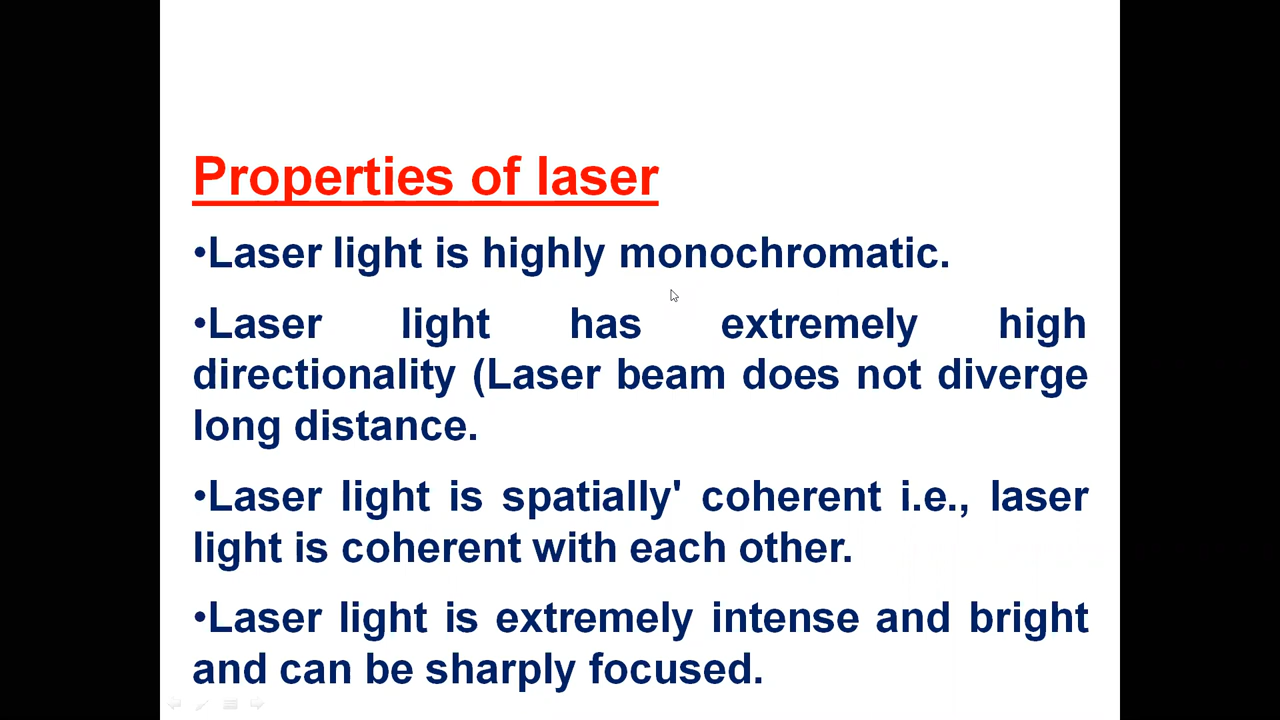 Properties of laser
•Laser light is highly monochromatic.
•Laser light has extremely high
directionality (Laser beam does not diverge
long distance.
•Laser light is spatially' coherent i.e., laser
light is coherent with each other.
•Laser light is extremely intense and bright
and can be sharply focused.